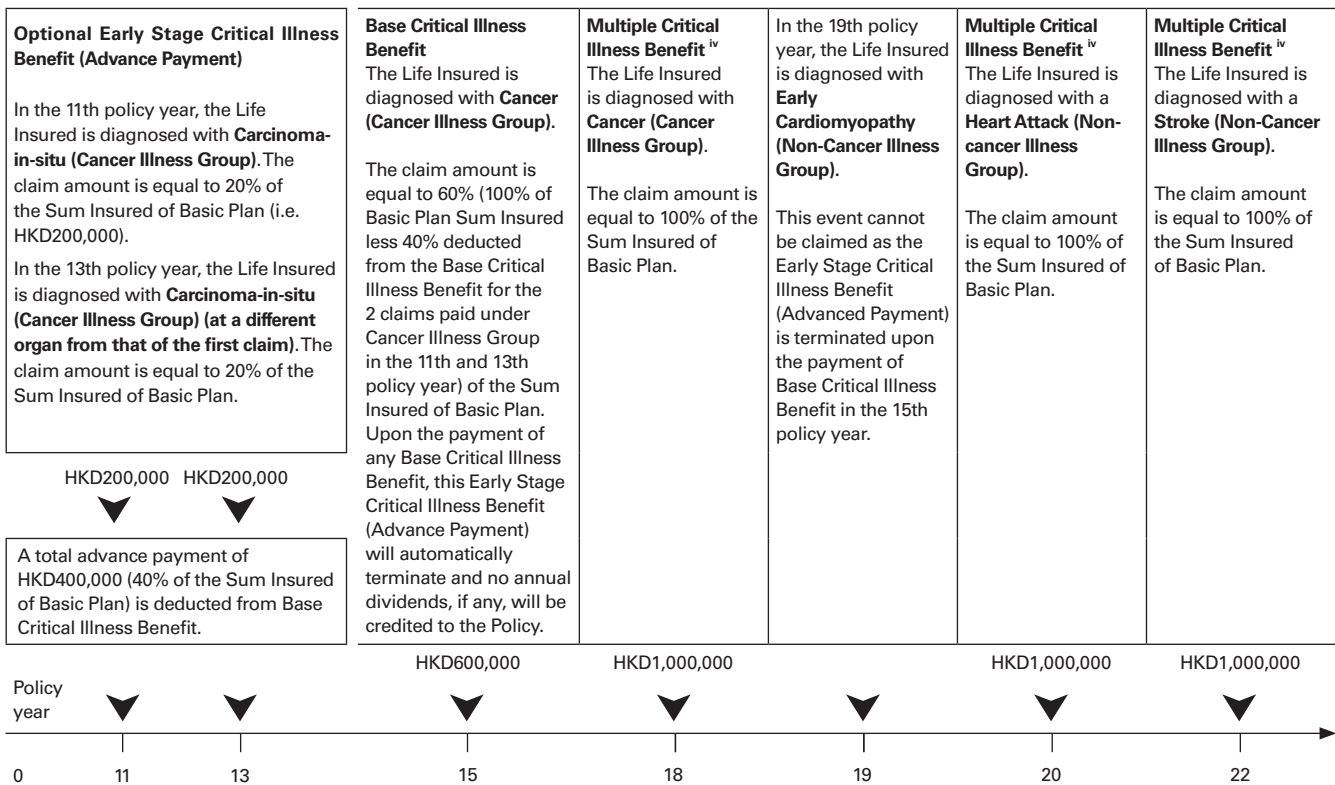 Optional Early Stage Critical Illness
Benefit (Advance Payment)
In the 11th policy year, the Life
Insured is diagnosed with Carcinoma-
in-situ (Cancer Illness Group). The
claim amount is equal to 20% of
the Sum Insured of Basic Plan (i.e.
HKD200,000).
In the 13th policy year, the Life Insured
is diagnosed with Carcinoma-in-situ
(Cancer Illness Group) (at a different
organ from that of the first claim). The
claim amount is equal to 20% of the
Sum Insured of Basic Plan.
HKD200,000 HKD200,000
A total advance payment of
HKD400,000 (40% of the Sum Insured
of Basic Plan) is deducted from Base
Critical Illness Benefit.
Base Critical Illness
Benefit
The Life Insured is
diagnosed with Cancer
(Cancer Illness Group).
The claim amount is
equal to 60% (100% of
Basic Plan Sum Insured
less 40% deducted
from the Base Critical
Illness Benefit for the
2 claims paid under
Cancer Illness Group
in the 11th and 13th
policy year) of the Sum
Insured of Basic Plan.
Upon the payment of
any Base Critical Illness
Benefit, this Early Stage
Critical Illness Benefit
(Advance Payment)
will automatically
terminate and no annual
dividends, if any, will be
credited to the Policy.
Multiple Critical
Illness Benefit iv
The Life Insured
is diagnosed with
Cancer (Cancer
Illness Group).
The claim amount is
equal to 100% of the
Sum Insured of
Basic Plan.
In the 19th policy
year, the Life Insured
is diagnosed with
Early
Cardiomyopathy
(Non-Cancer Illness
Group).
This event cannot
be claimed as the
Early Stage Critical
Illness Benefit
(Advanced Payment)
is terminated upon
the payment of
Base Critical Illness
Benefit in the 15th
policy year.
Multiple Critical
Illness Benefit iv
The Life Insured is
diagnosed with a
Heart Attack (Non-
cancer Illness
Group).
The claim amount
is equal to 100% of
the Sum Insured of
Basic Plan.
Multiple Critical
Illness Benefit iv
The Life Insured is
diagnosed with a
Stroke (Non-Cancer
Illness Group).
The claim amount
is equal to 100% of
the Sum Insured
of Basic Plan.
HKD600,000 HKD1,000,000 HKD1,000,000 HKD1,000,000
Policy
year
0 11 13 15 18 19 20 22